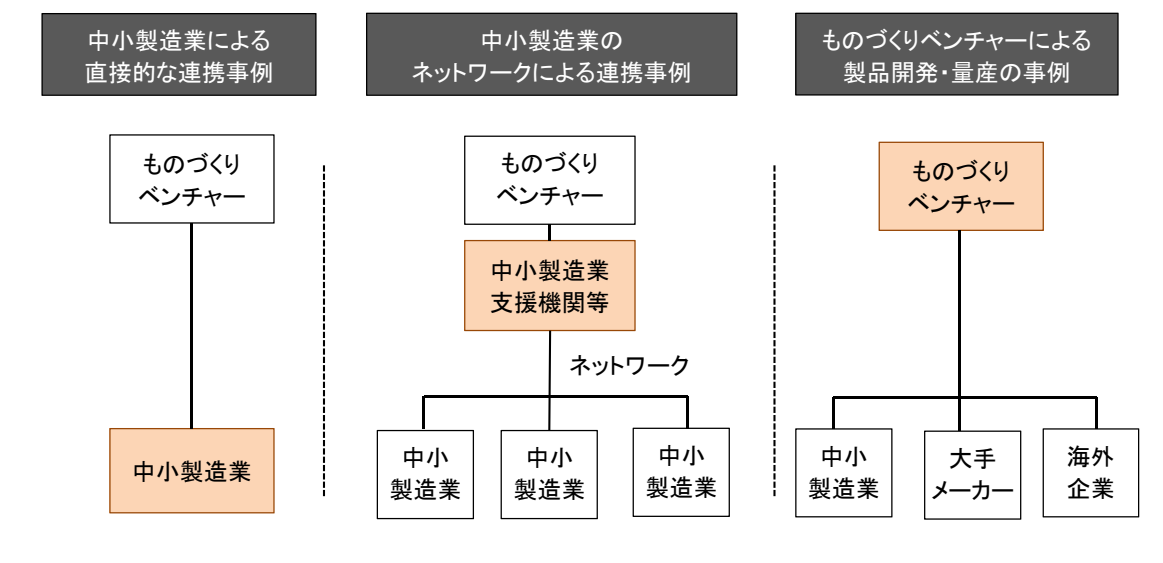 中小製造業による
直接的な連携事例
中小製造業の
ネットワークによる連携事例
ものづくりベンチャーによる
製品開発・量産の事例
ものづくり
ベンチャー
中小製造業
ものづくり
ベンチャー
中小製造業
支援機関等
ネットワーク
中小
製造業
中小
製造業
中小
製造業
ものづくり
ベンチャー
中小
製造業
大手
メーカー
海外
企業